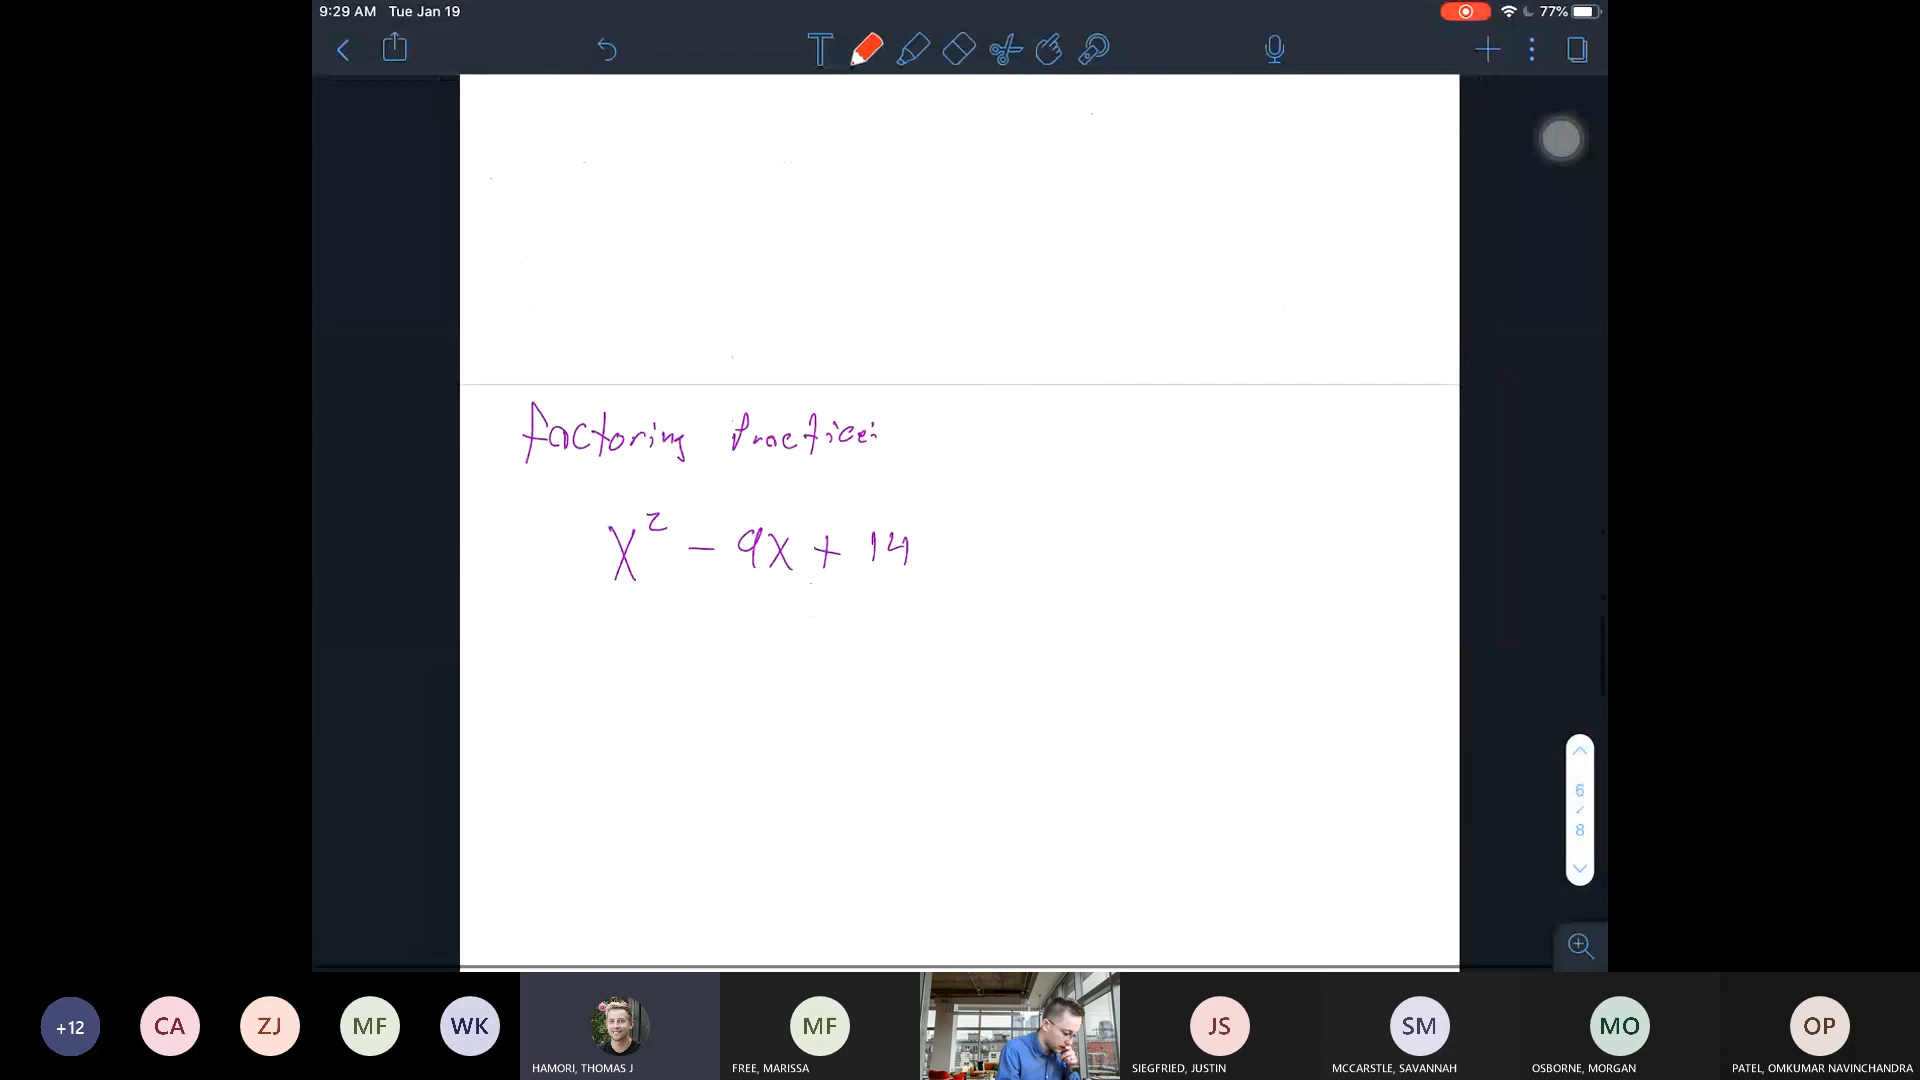 9:29 AM Tue Jan 19
77%
T
factoring Practice:
x² - 9x + 14
6
/
8
+12
CA
ZJ
MF
WK
HAMORI, THOMAS J
MF
FREE, MARISSA
JS
SIEGFRIED, JUSTIN
SM
MCCARSTLE, SAVANNAH
MO
OSBORNE, MORGAN
OP
PATEL, OMKUMAR NAVINCHANDRA